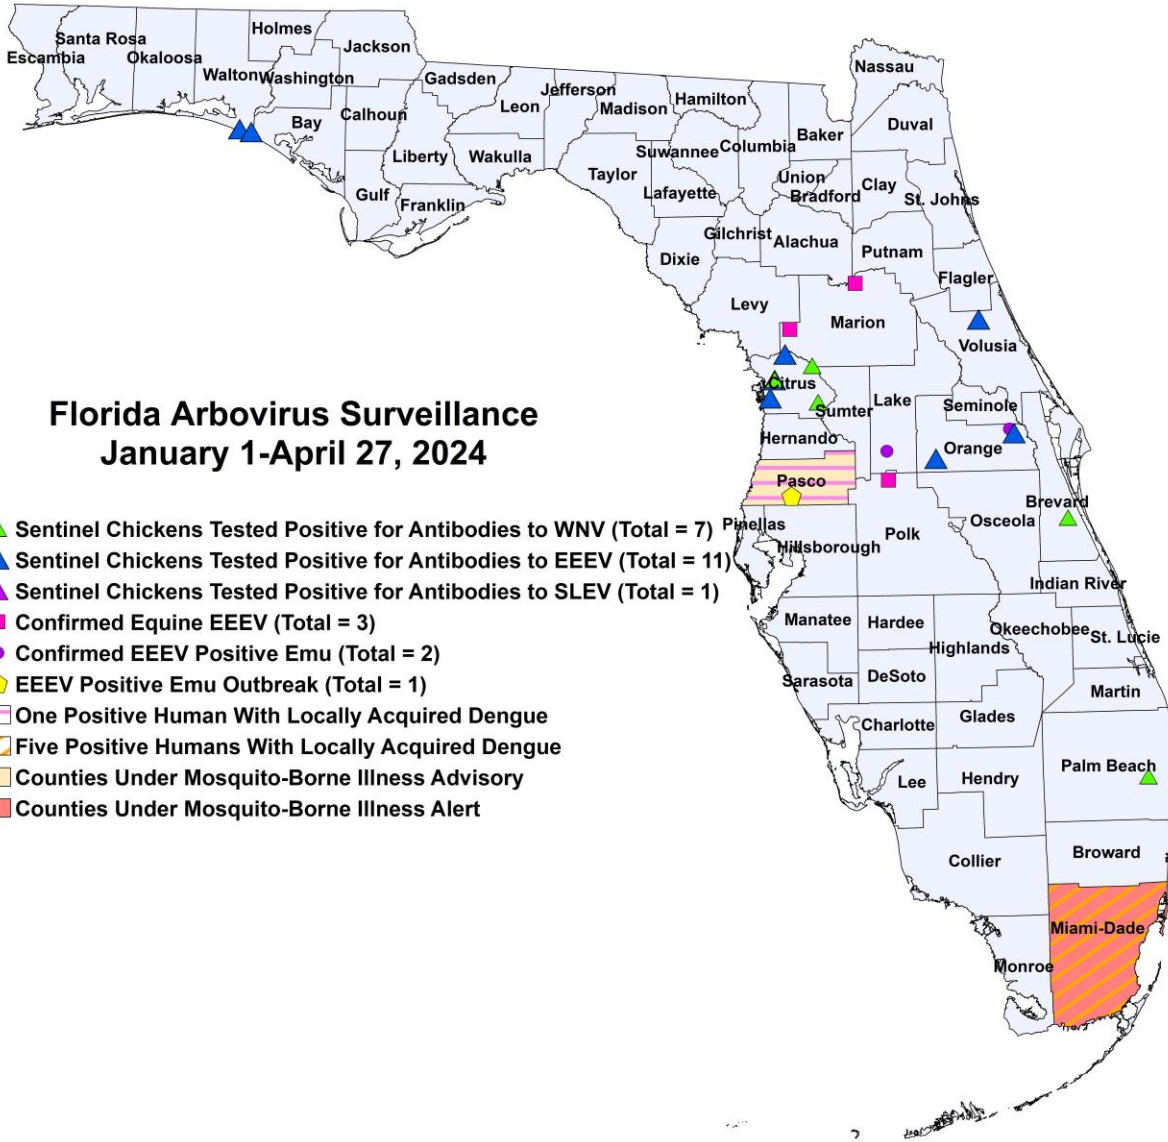 Holmes
Santa Rosa
Jackson
Escambia
Okaloosa
Walton
Washington
Nassau
Gadsden
Jefferson
Leon
Madison
Hamilton
Calhoun
Bay
Duval
Baker
Columbia
Suwannee
Liberty
Wakulla
Taylor
Union
Clay
Bradford
Lafayette
Gulf
Franklin
St. Johns
Gilchrist
Alachua
Putnam
Dixie
Flagler
Levy
Marion
Volusia
Citrus
Lake
Seminole
Sumter
Florida Arbovirus Surveillance
January 1-April 27, 2024
Hernando
Orange
Pasco
Brevard
Osceola
Pinellas
Polk
Hillsborough
Sentinel Chickens Tested Positive for Antibodies to WNV (Total = 7)
Sentinel Chickens Tested Positive for Antibodies to EEEV (Total = 11)
Sentinel Chickens Tested Positive for Antibodies to SLEV (Total = 1)
Confirmed Equine EEEV (Total = 3)
Confirmed EEEV Positive Emu (Total = 2)
EEEV Positive Emu Outbreak (Total = 1)
One Positive Human With Locally Acquired Dengue
Five Positive Humans With Locally Acquired Dengue
Counties Under Mosquito-Borne Illness Advisory
Counties Under Mosquito-Borne Illness Alert
Indian River
Manatee
Hardee
Okeechobee
St. Lucie
Highlands
Sarasota
DeSoto
Martin
Charlotte
Glades
Palm Beach
Lee
Hendry
Broward
Collier
Miami-Dade
Monroe